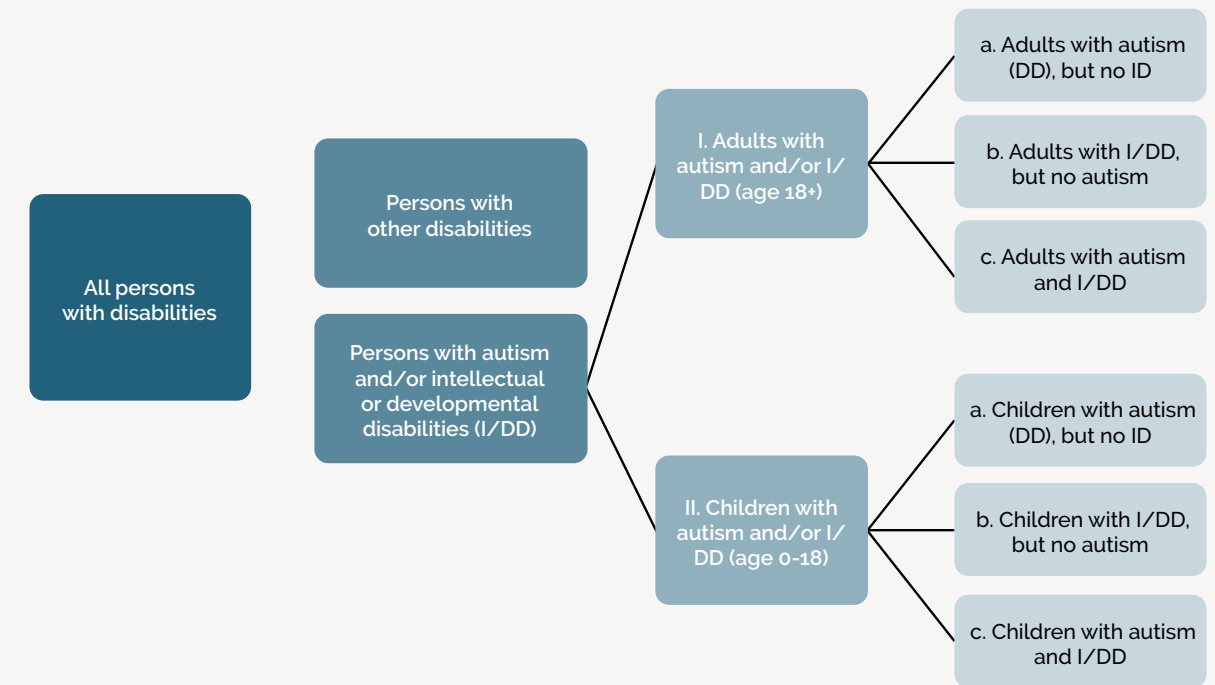 All persons
with disabilities
Persons with
other disabilities
Persons with autism
and/or intellectual
or developmental
disabilities (I/DD)
I. Adults with
autism and/or I/
DD (age 18+)
a. Adults with autism
(DD), but no ID
b. Adults with I/DD,
but no autism
c. Adults with autism
and I/DD
II. Children with
autism and/or I/
DD (age 0-18)
a. Children with autism
(DD), but no ID
b. Children with I/DD,
but no autism
c. Children with autism
and I/DD